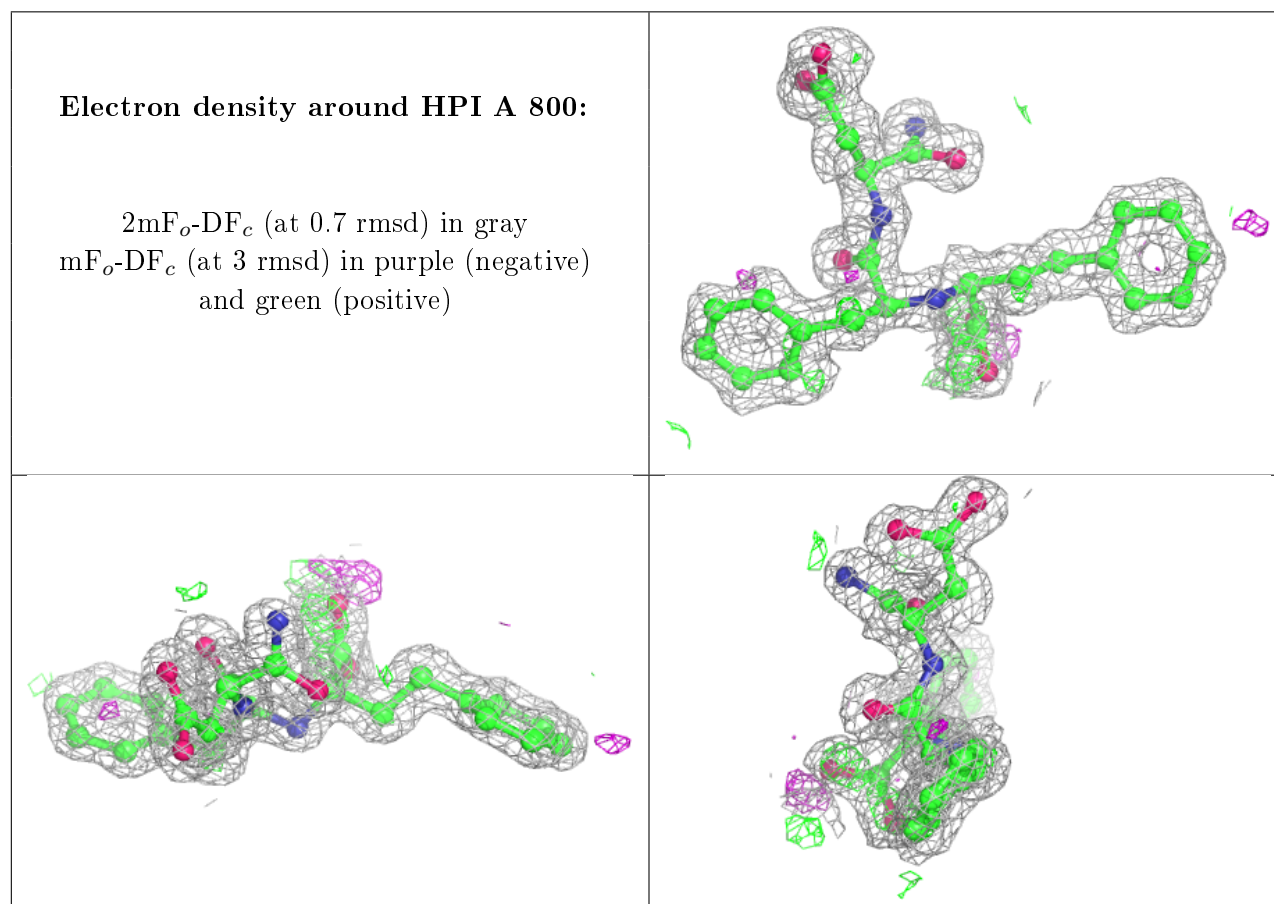 Electron density around HPI A 800:
2mFₒ-DF𝒸 (at 0.7 rmsd) in gray
mFₒ-DF𝒸 (at 3 rmsd) in purple (negative)
and green (positive)